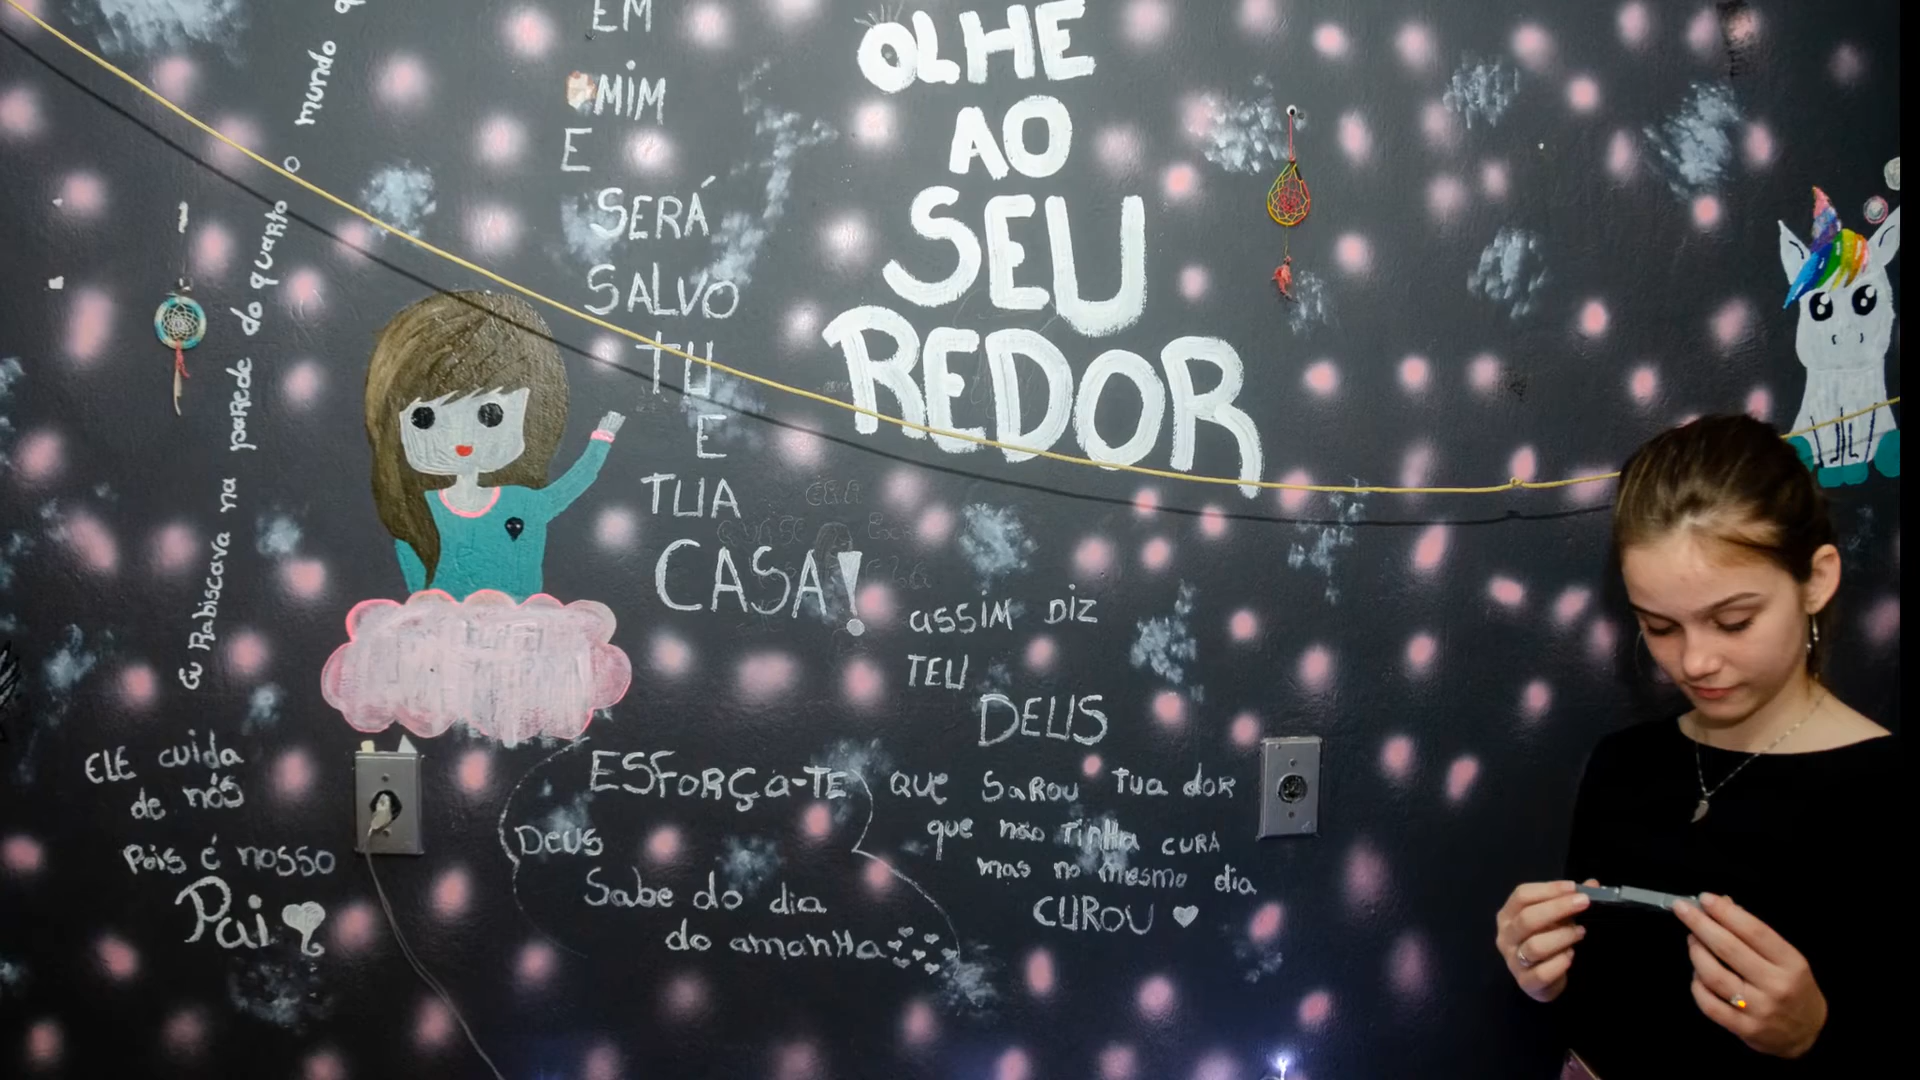 Eu Rabiscava na parede do quarto o mundo
EM
MIM
E
SERÁ
SALVO
TU
E
TUA
CASA!
OLHE
AO
SEU
REDOR
assim DIZ
TEU
DEUS
que SaRou Tua dor
que não Tinha CURA
mas no mesmo dia
CUROU
ELE cuida
de nós
Pois é nosso
Pai
ESFORÇa-TE
Deus
Sabe do dia
do amanHa